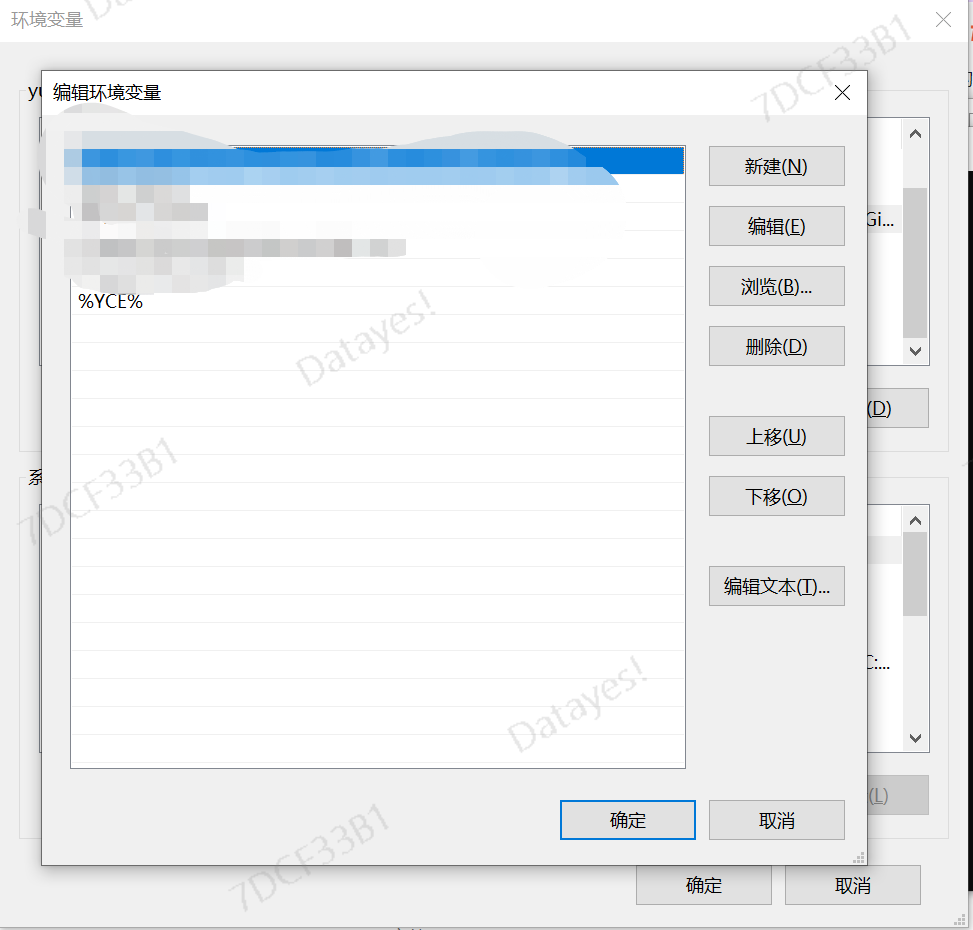 环境变量
编辑环境变量
新建(N)
编辑(E)
Gi...
浏览(B)...
%YCE%
删除(D)
(D)
上移(U)
系
下移(O)
编辑文本(T)...
C:...
(L)
确定
取消
确定
取消
7DCF33B1
Datayes!
7DCF33B1
Datayes!
7DCF33B1